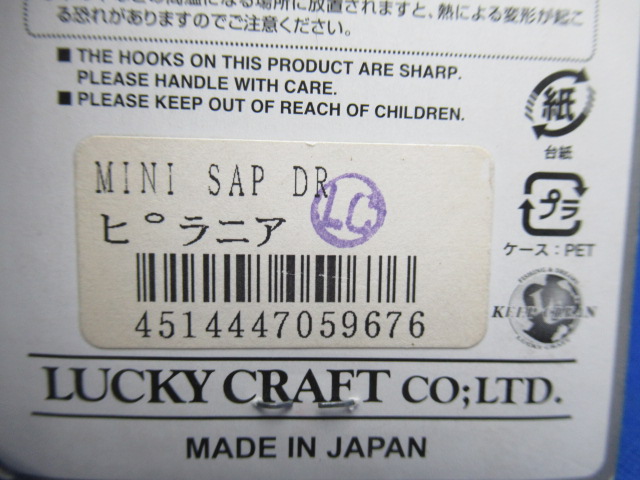 る恐れがありますのでご注意ください。
■ THE HOOKS ON THIS PRODUCT ARE SHARP.
PLEASE HANDLE WITH CARE.
■ PLEASE KEEP OUT OF REACH OF CHILDREN.
紙
台紙
MINI SAP DR
LC
ピラニア
プラ
ケース:PET
4514447059676
KEEP CLEAN
LUCKY CRAFT CO;LTD.
MADE IN JAPAN